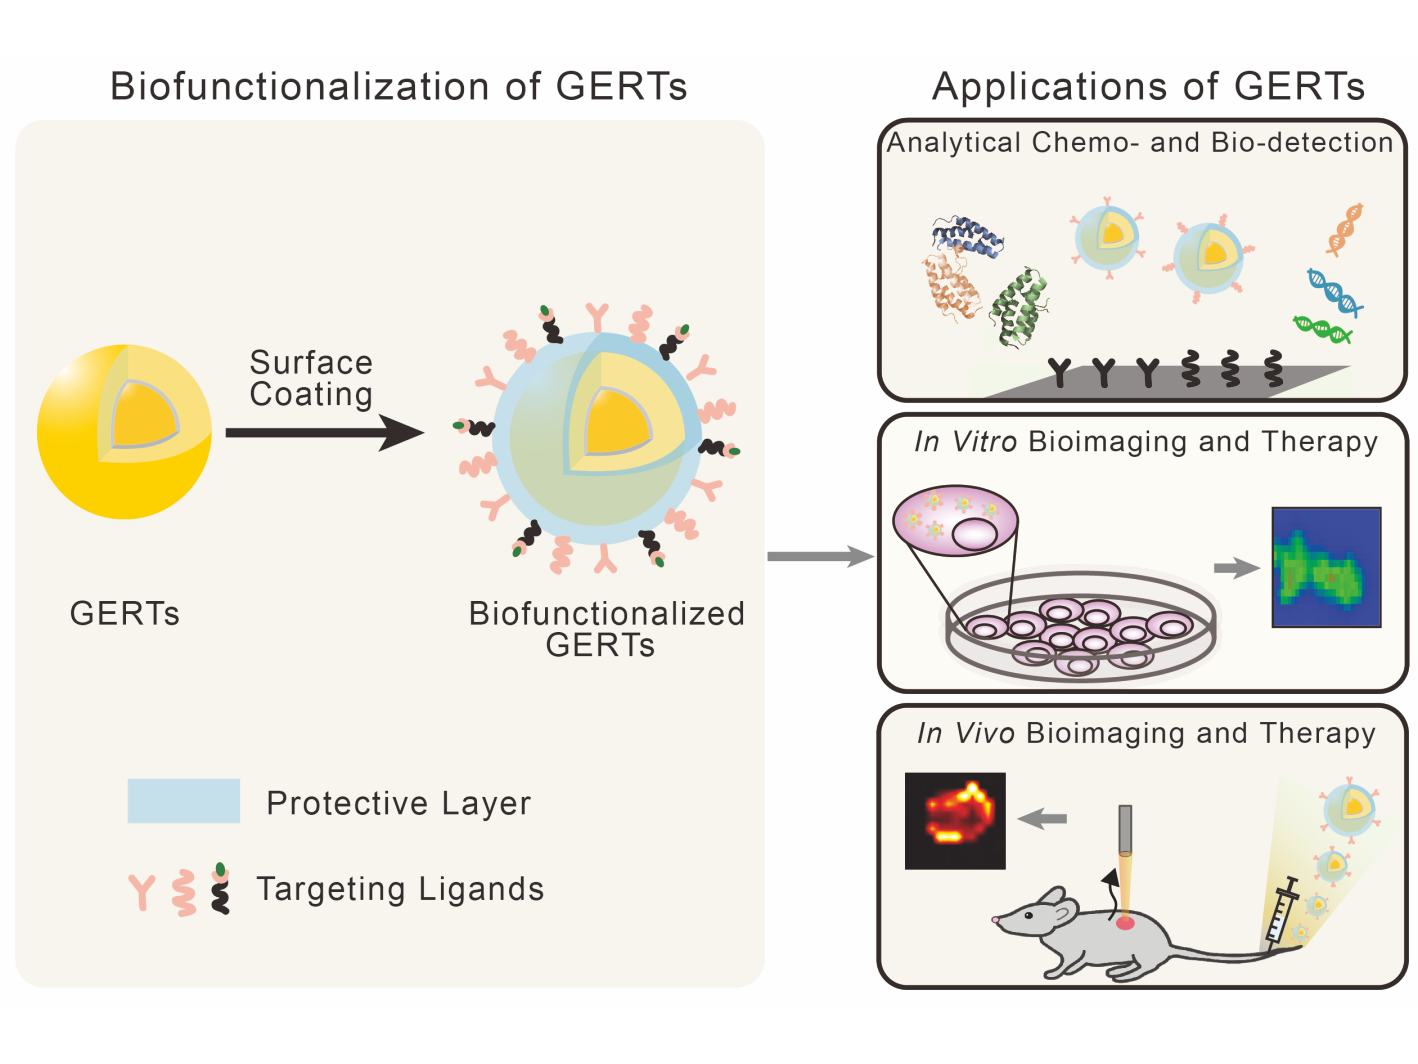 Biofunctionalization of GERTs
Surface
Coating
GERTs
Biofunctionalized
GERTs
Protective Layer
Targeting Ligands
Applications of GERTs
Analytical Chemo- and Bio-detection
In Vitro Bioimaging and Therapy
In Vivo Bioimaging and Therapy